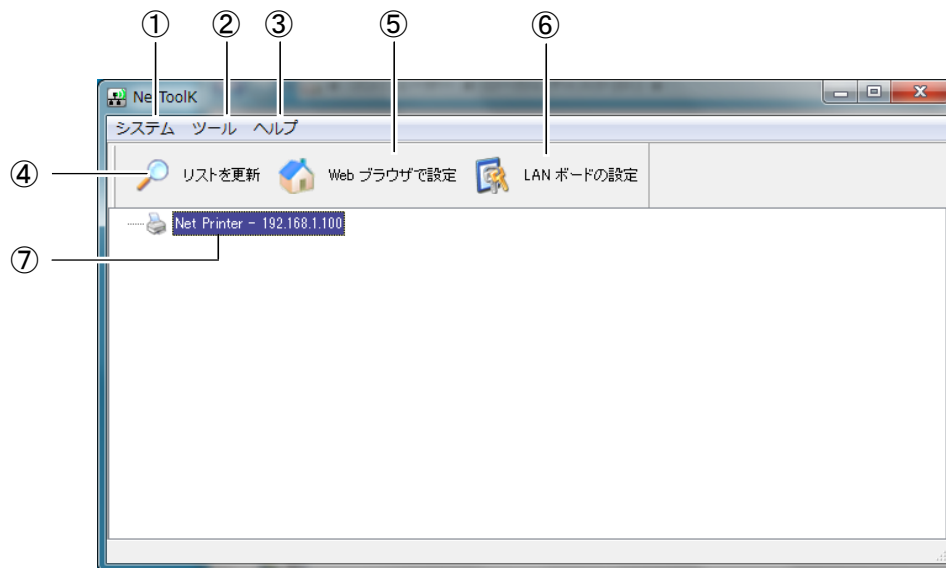 ① ② ③ ⑤ ⑥
NetToolK
システム ツール ヘルプ
④ リストを更新 Web ブラウザで設定 LAN ボードの設定
Net Printer - 192.168.1.100
⑦